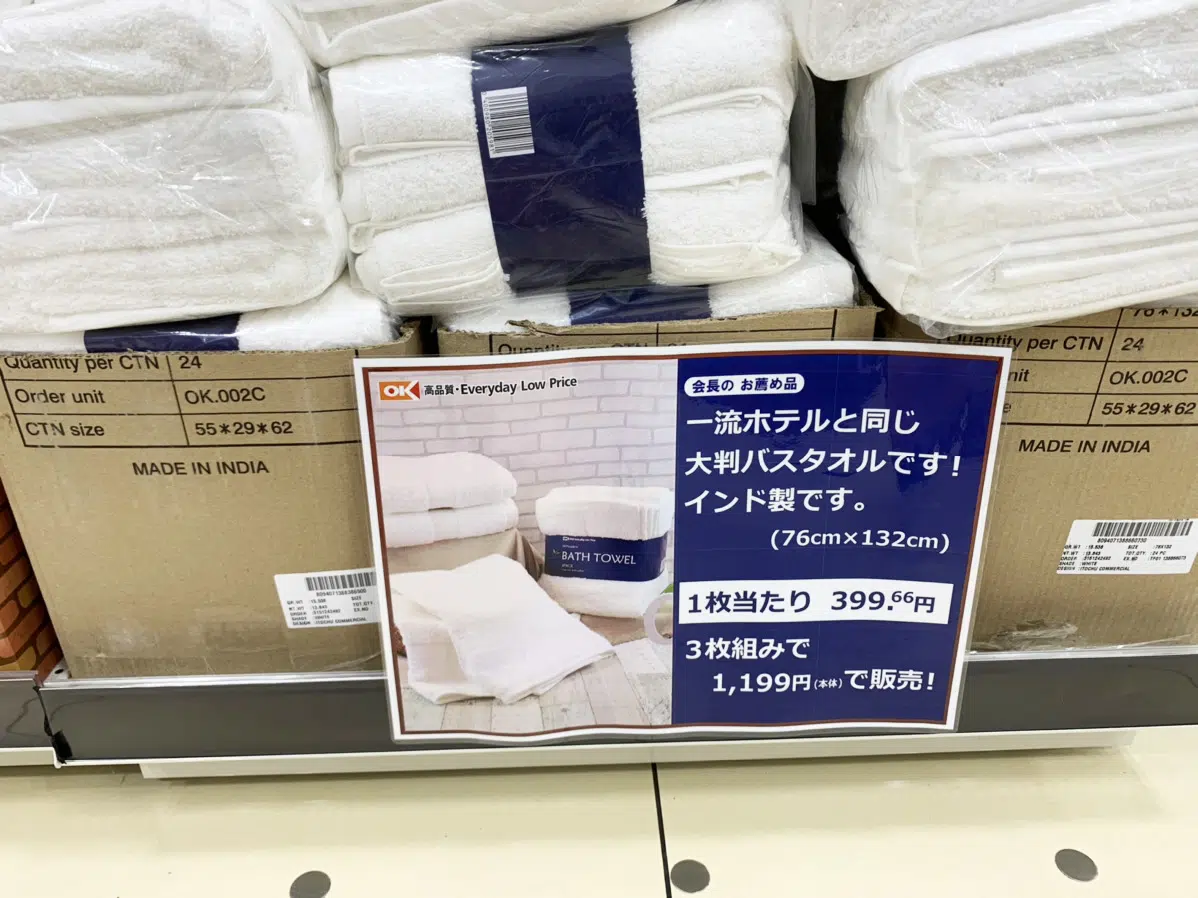 Quantity per CTN 24
Order unit OK.002C
CTN size 55*29*62
MADE IN INDIA
Quantity per CTN 24
OK.002C
55*29*62
MADE IN INDIA
OK 高品質・Everyday Low Price
BATH TOWEL
会長の お薦め品
一流ホテルと同じ
大判バスタオルです!
インド製です。
(76cm×132cm)
1枚当たり 399.66円
3枚組みで
1,199円(本体)で販売!